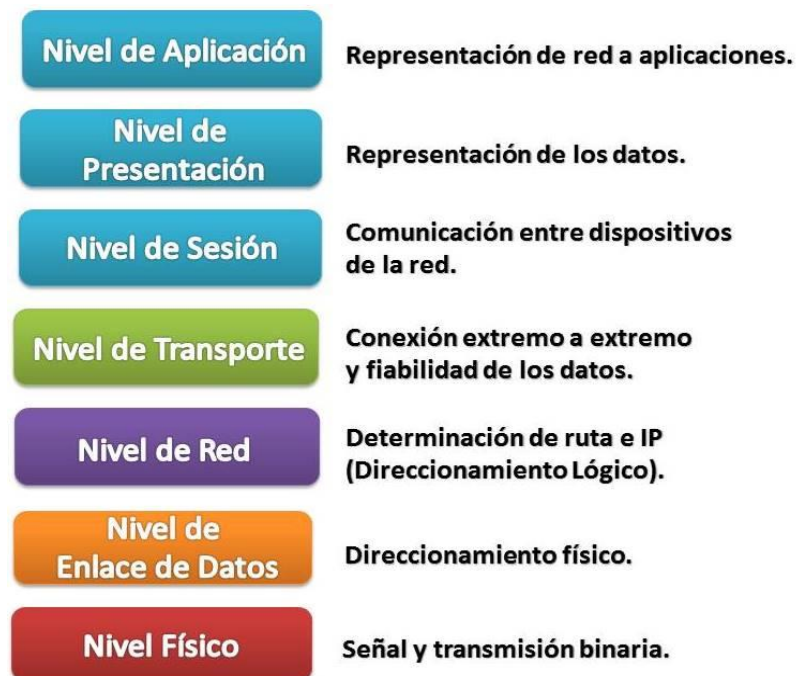 Nivel de Aplicación
Representación de red a aplicaciones.
Nivel de
Presentación
Representación de los datos.
Nivel de Sesión
Comunicación entre dispositivos
de la red.
Nivel de Transporte
Conexión extremo a extremo
y fiabilidad de los datos.
Nivel de Red
Determinación de ruta e IP
(Direccionamiento Lógico).
Nivel de
Enlace de Datos
Direccionamiento físico.
Nivel Físico
Señal y transmisión binaria.